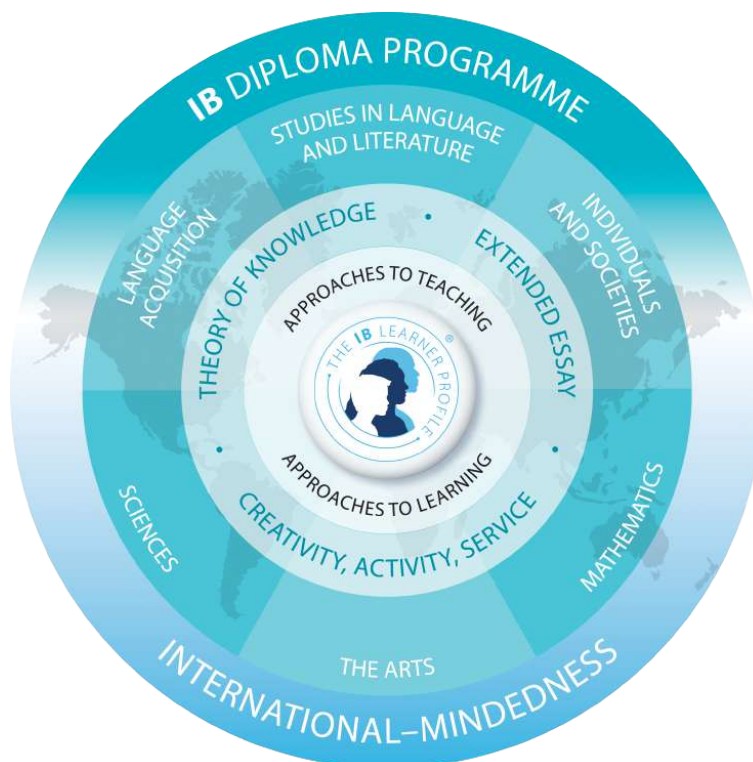 IB DIPLOMA PROGRAMME
STUDIES IN LANGUAGE
AND LITERATURE
LANGUAGE
ACQUISITION
INDIVIDUALS
AND SOCIETIES
THEORY OF KNOWLEDGE
•
EXTENDED ESSAY
APPROACHES TO TEACHING
• THE IB LEARNER PROFILE •
®
APPROACHES TO LEARNING
•
CREATIVITY, ACTIVITY, SERVICE
•
SCIENCES
MATHEMATICS
THE ARTS
INTERNATIONAL–MINDEDNESS